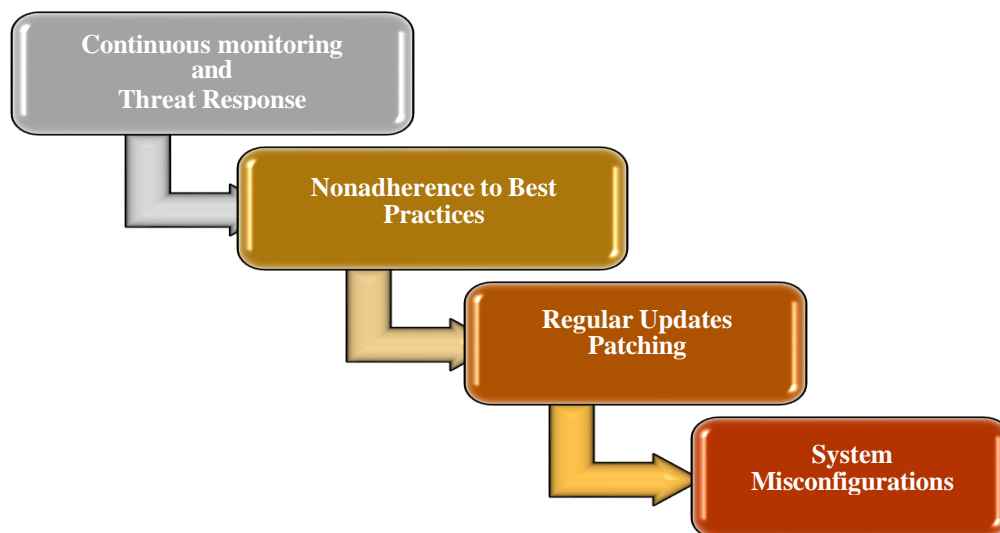 Continuous monitoring
and
Threat Response
Nonadherence to Best
Practices
Regular Updates
Patching
System
Misconfigurations